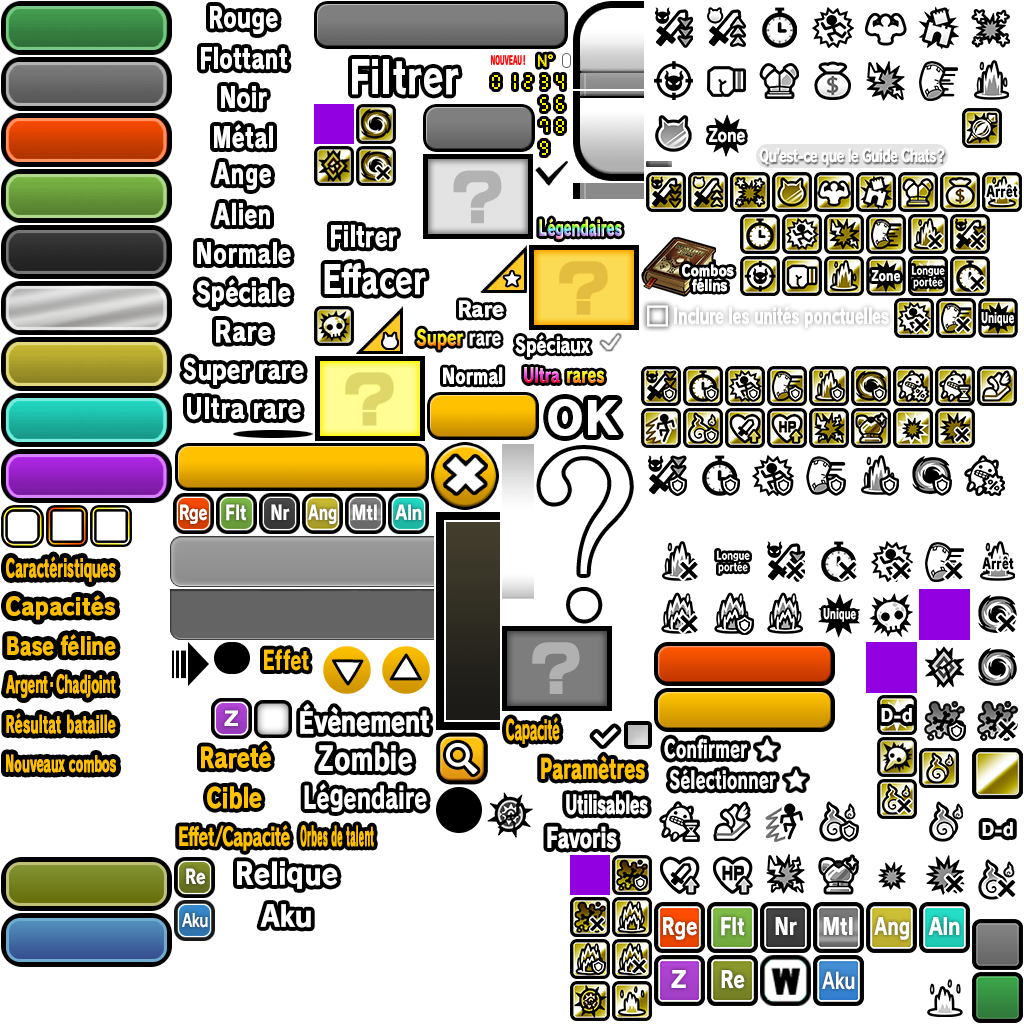 Rouge
Flottant
Noir
Métal
Ange
Alien
Normale
Spéciale
Rare
Super rare
Ultra rare
Filtrer
NOUVEAU!
N°
0 1 2 3 4
5 6
7 8
9
Zone
Qu'est-ce que le Guide Chats?
Arrêt
Légendaires
Filtrer
Effacer
Combos
félins
Zone
Longue
portée
Inclure les unités ponctuelles
Unique
Rare
Super rare
Spéciaux
Normal
Ultra rares
OK
HP
Rge
Flt
Nr
Ang
Mtl
Aln
Caractéristiques
Capacités
Base féline
Argent·Chadjoint
Résultat bataille
Nouveaux combos
Longue
portée
Arrêt
Unique
Effet
Z
Évènement
Rareté
Zombie
Cible
Légendaire
Effet/Capacité
Orbes de talent
Capacité
Paramètres
Utilisables
Favoris
Confirmer
Sélectionner
D-d
D-d
HP
Re
Relique
Aku
Aku
Rge
Flt
Nr
Mtl
Ang
Aln
Z
Re
W
Aku